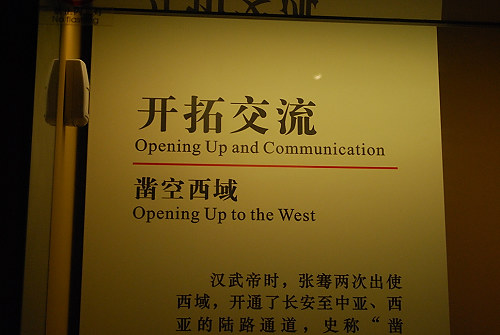 开拓交流
Opening Up and Communication
凿空西域
Opening Up to the West
汉武帝时，张骞两次出使
西域，开通了长安至中亚、西
亚的陆路通道，史称“凿